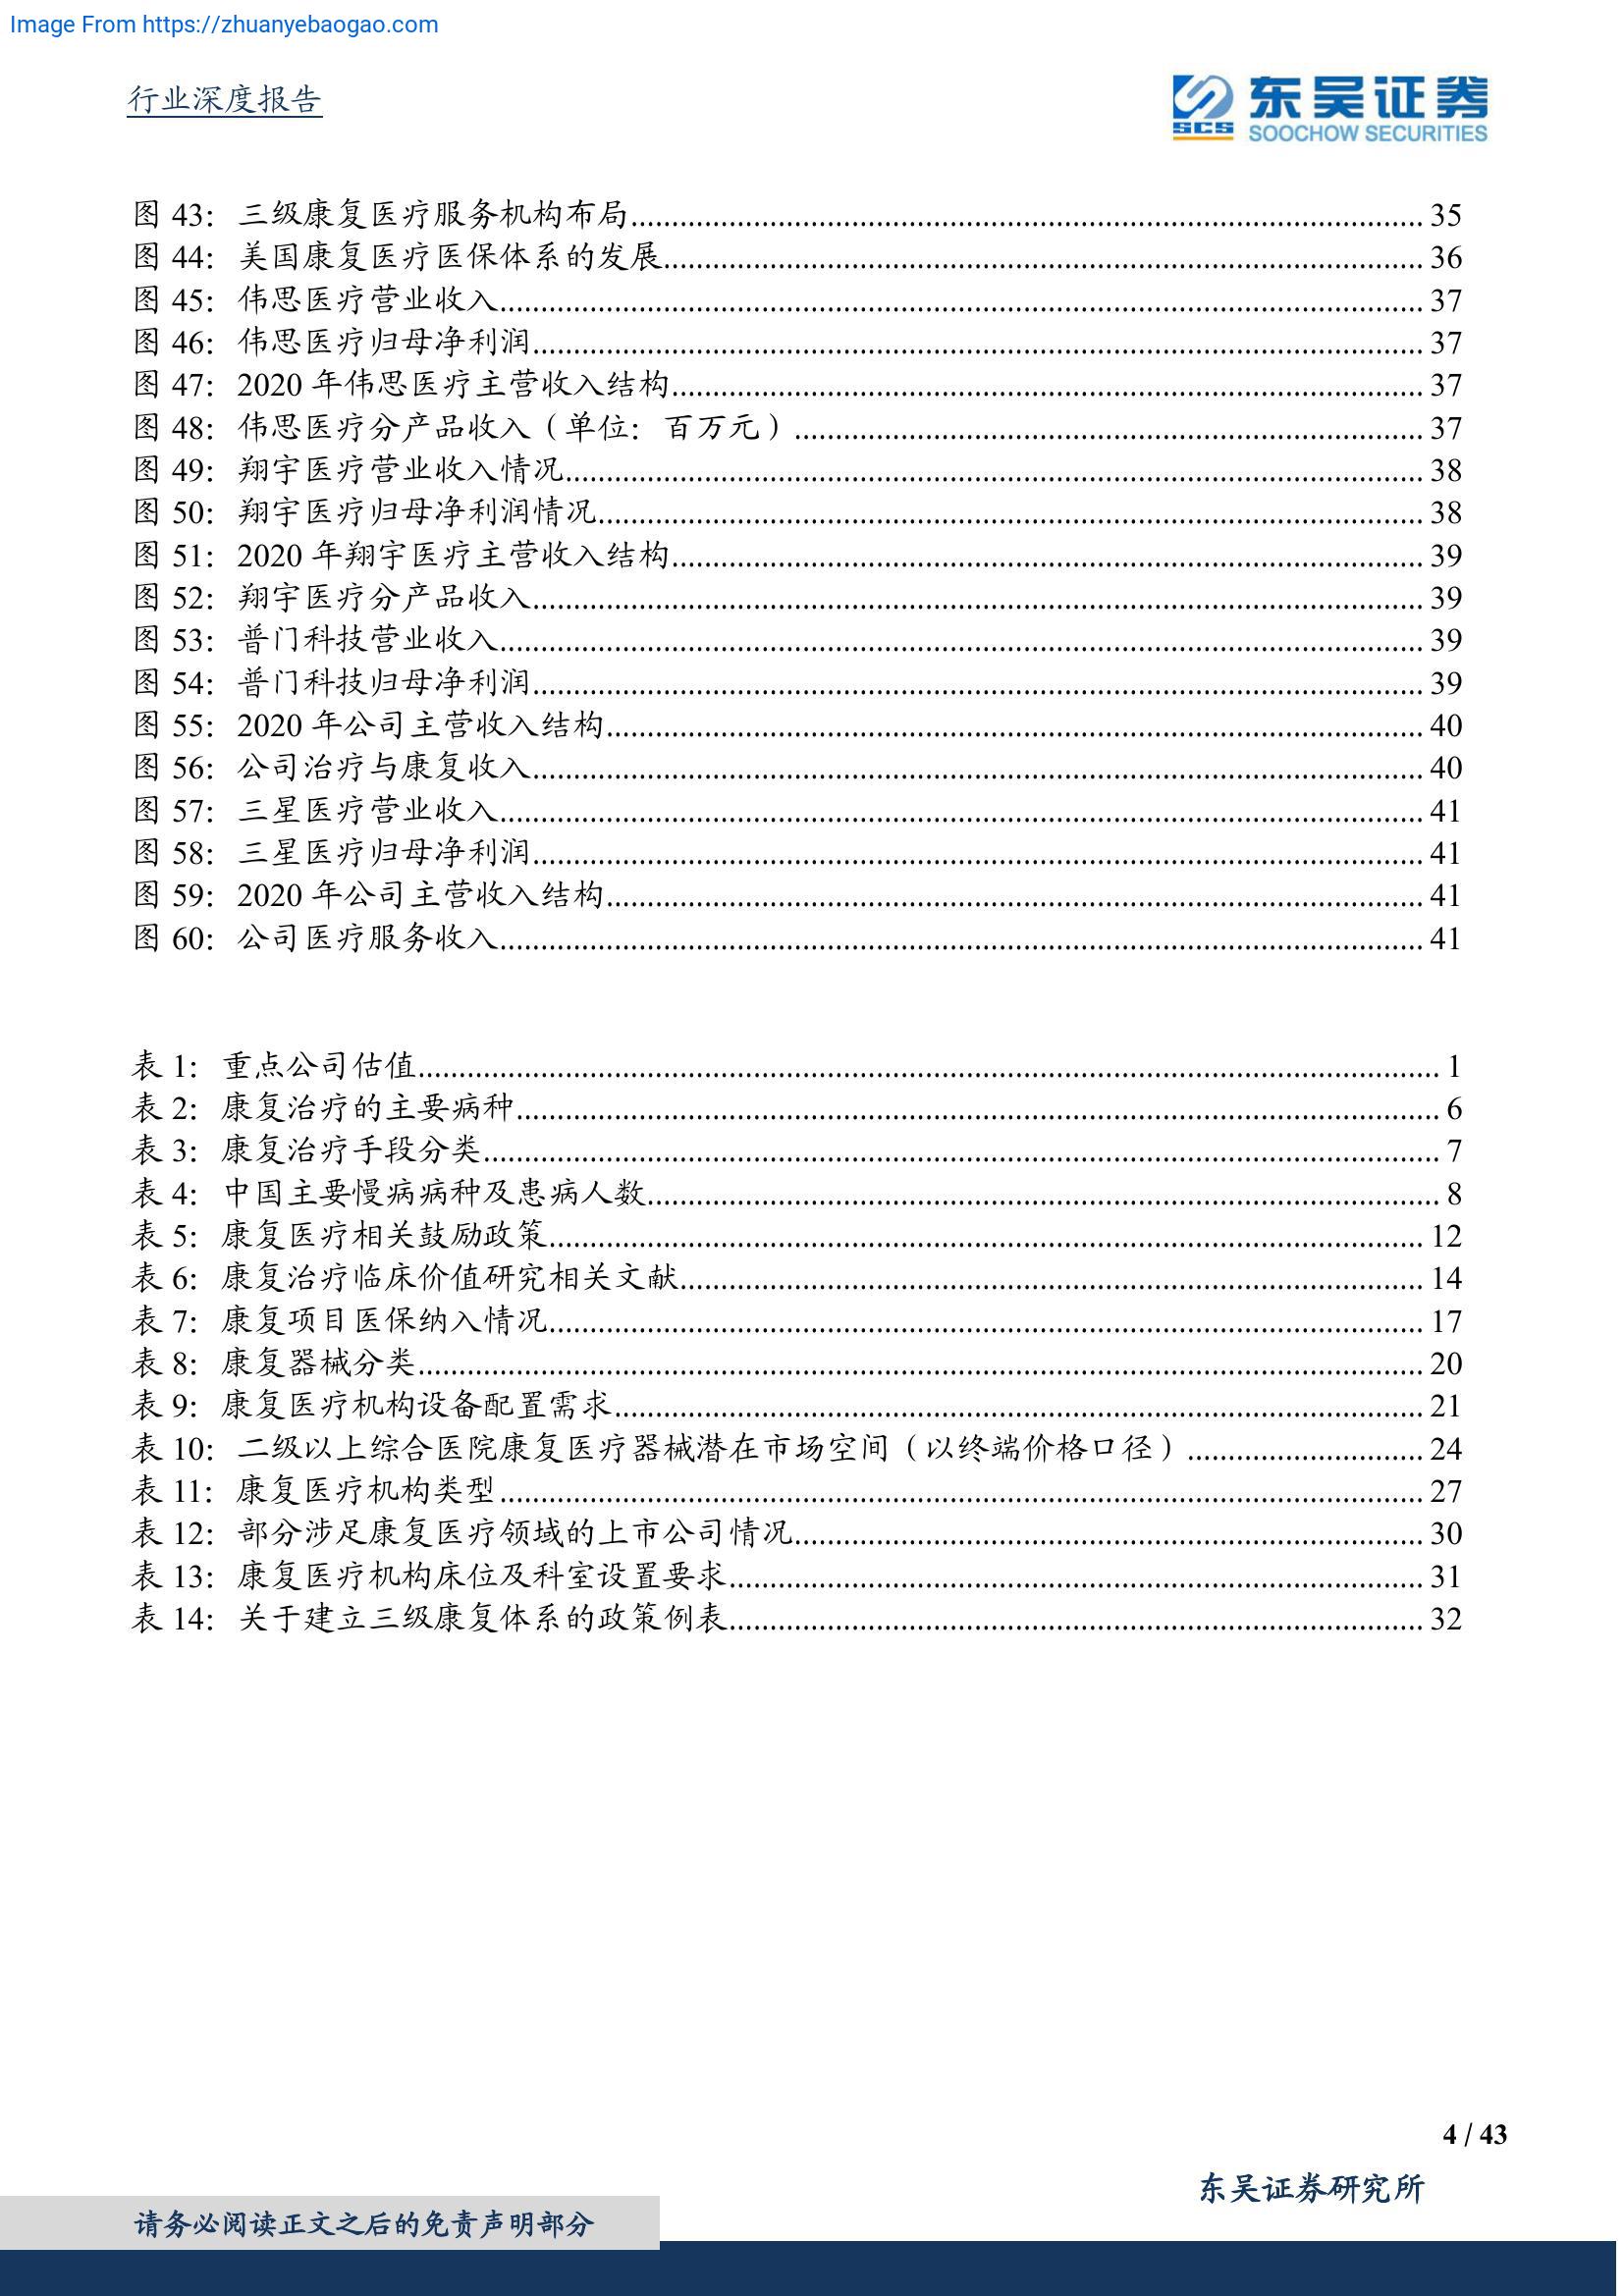 Image From https://zhuanyebaogao.com
行业深度报告
SCS
东吴证券
SOOCHOW SECURITIES
图 43： 三级康复医疗服务机构布局 35
图 44： 美国康复医疗医保体系的发展 36
图 45： 伟思医疗营业收入 37
图 46： 伟思医疗归母净利润 37
图 47： 2020 年伟思医疗主营收入结构 37
图 48： 伟思医疗分产品收入（单位：百万元） 37
图 49： 翔宇医疗营业收入情况 38
图 50： 翔宇医疗归母净利润情况 38
图 51： 2020 年翔宇医疗主营收入结构 39
图 52： 翔宇医疗分产品收入 39
图 53： 普门科技营业收入 39
图 54： 普门科技归母净利润 39
图 55： 2020 年公司主营收入结构 40
图 56： 公司治疗与康复收入 40
图 57： 三星医疗营业收入 41
图 58： 三星医疗归母净利润 41
图 59： 2020 年公司主营收入结构 41
图 60： 公司医疗服务收入 41
表 1： 重点公司估值 1
表 2： 康复治疗的主要病种 6
表 3： 康复治疗手段分类 7
表 4： 中国主要慢病病种及患病人数 8
表 5： 康复医疗相关鼓励政策 12
表 6： 康复治疗临床价值研究相关文献 14
表 7： 康复项目医保纳入情况 17
表 8： 康复器械分类 20
表 9： 康复医疗机构设备配置需求 21
表 10： 二级以上综合医院康复医疗器械潜在市场空间（以终端价格口径） 24
表 11： 康复医疗机构类型 27
表 12： 部分涉足康复医疗领域的上市公司情况 30
表 13： 康复医疗机构床位及科室设置要求 31
表 14： 关于建立三级康复体系的政策例表 32
4 / 43
东吴证券研究所
请务必阅读正文之后的免责声明部分